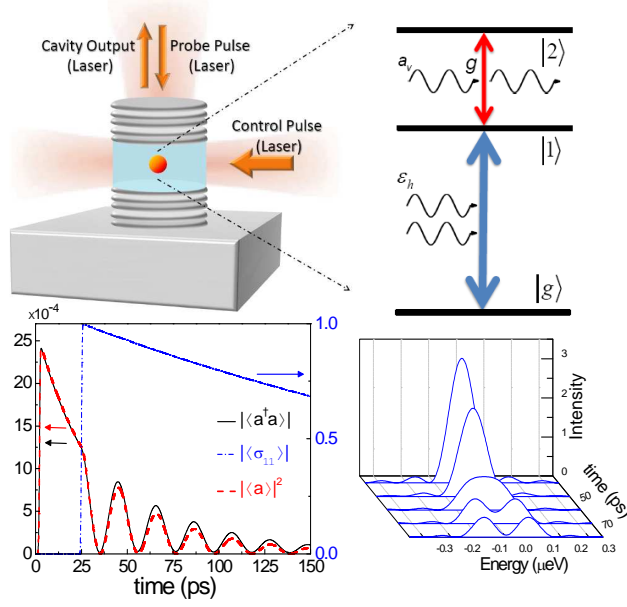 Cavity Output
(Laser)
Probe Pulse
(Laser)
Control Pulse
(Laser)
|2⟩
a_v
g
|1⟩
ε_h
|g⟩
×10⁻⁴
25
20
15
10
5
0
1.0
0.5
0.0
|⟨a†a⟩|
|⟨σ₁₁⟩|
|⟨a⟩|²
0 25 50 75 100 125 150
time (ps)
3
2
1
0
Intensity
50
70
time (ps)
-0.3 -0.2 -0.1 0.0 0.1 0.2 0.3
Energy (μeV)